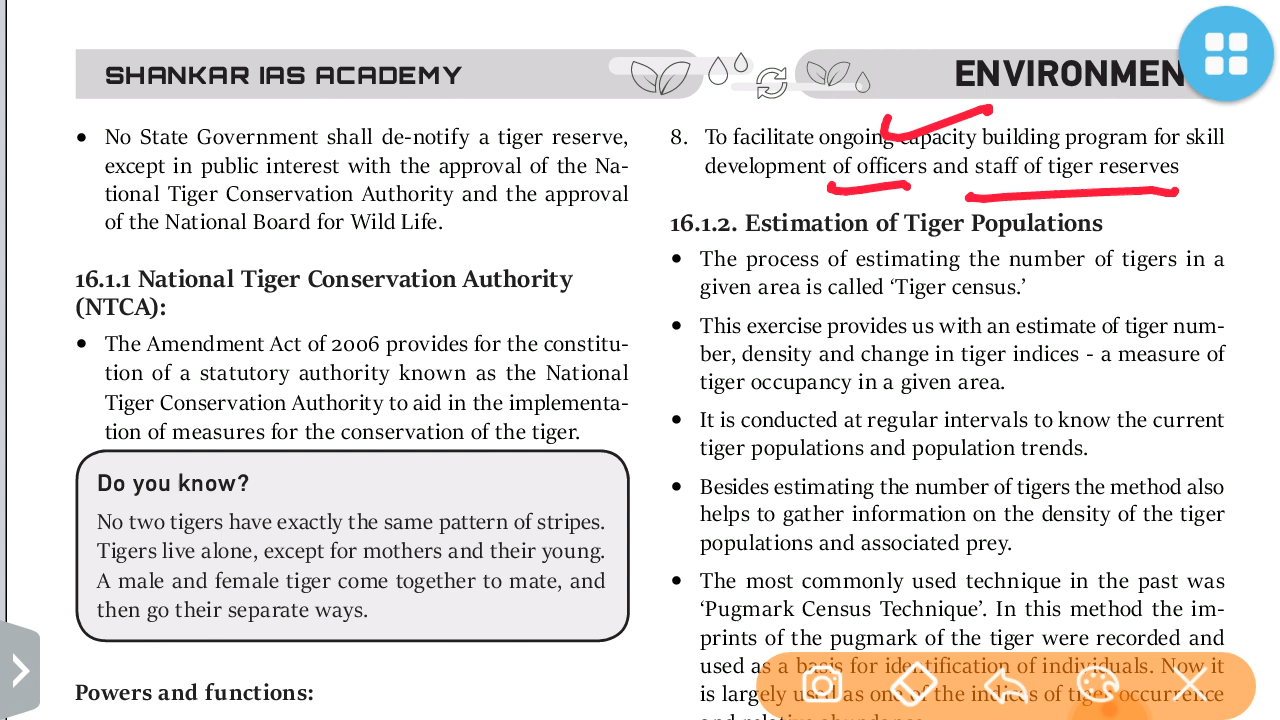 SHANKAR IAS ACADEMY
ENVIRONMEN
• No State Government shall de-notify a tiger reserve,
except in public interest with the approval of the Na-
tional Tiger Conservation Authority and the approval
of the National Board for Wild Life.
16.1.1 National Tiger Conservation Authority
(NTCA):
• The Amendment Act of 2006 provides for the constitu-
tion of a statutory authority known as the National
Tiger Conservation Authority to aid in the implementa-
tion of measures for the conservation of the tiger.
Do you know?
No two tigers have exactly the same pattern of stripes.
Tigers live alone, except for mothers and their young.
A male and female tiger come together to mate, and
then go their separate ways.
Powers and functions:
8. To facilitate ongoing capacity building program for skill
development of officers and staff of tiger reserves
16.1.2. Estimation of Tiger Populations
• The process of estimating the number of tigers in a
given area is called ‘Tiger census.’
• This exercise provides us with an estimate of tiger num-
ber, density and change in tiger indices - a measure of
tiger occupancy in a given area.
• It is conducted at regular intervals to know the current
tiger populations and population trends.
• Besides estimating the number of tigers the method also
helps to gather information on the density of the tiger
populations and associated prey.
• The most commonly used technique in the past was
‘Pugmark Census Technique’. In this method the im-
prints of the pugmark of the tiger were recorded and
used as a basis for identification of individuals. Now it
is largely used as one of the indices of tiger occurrence